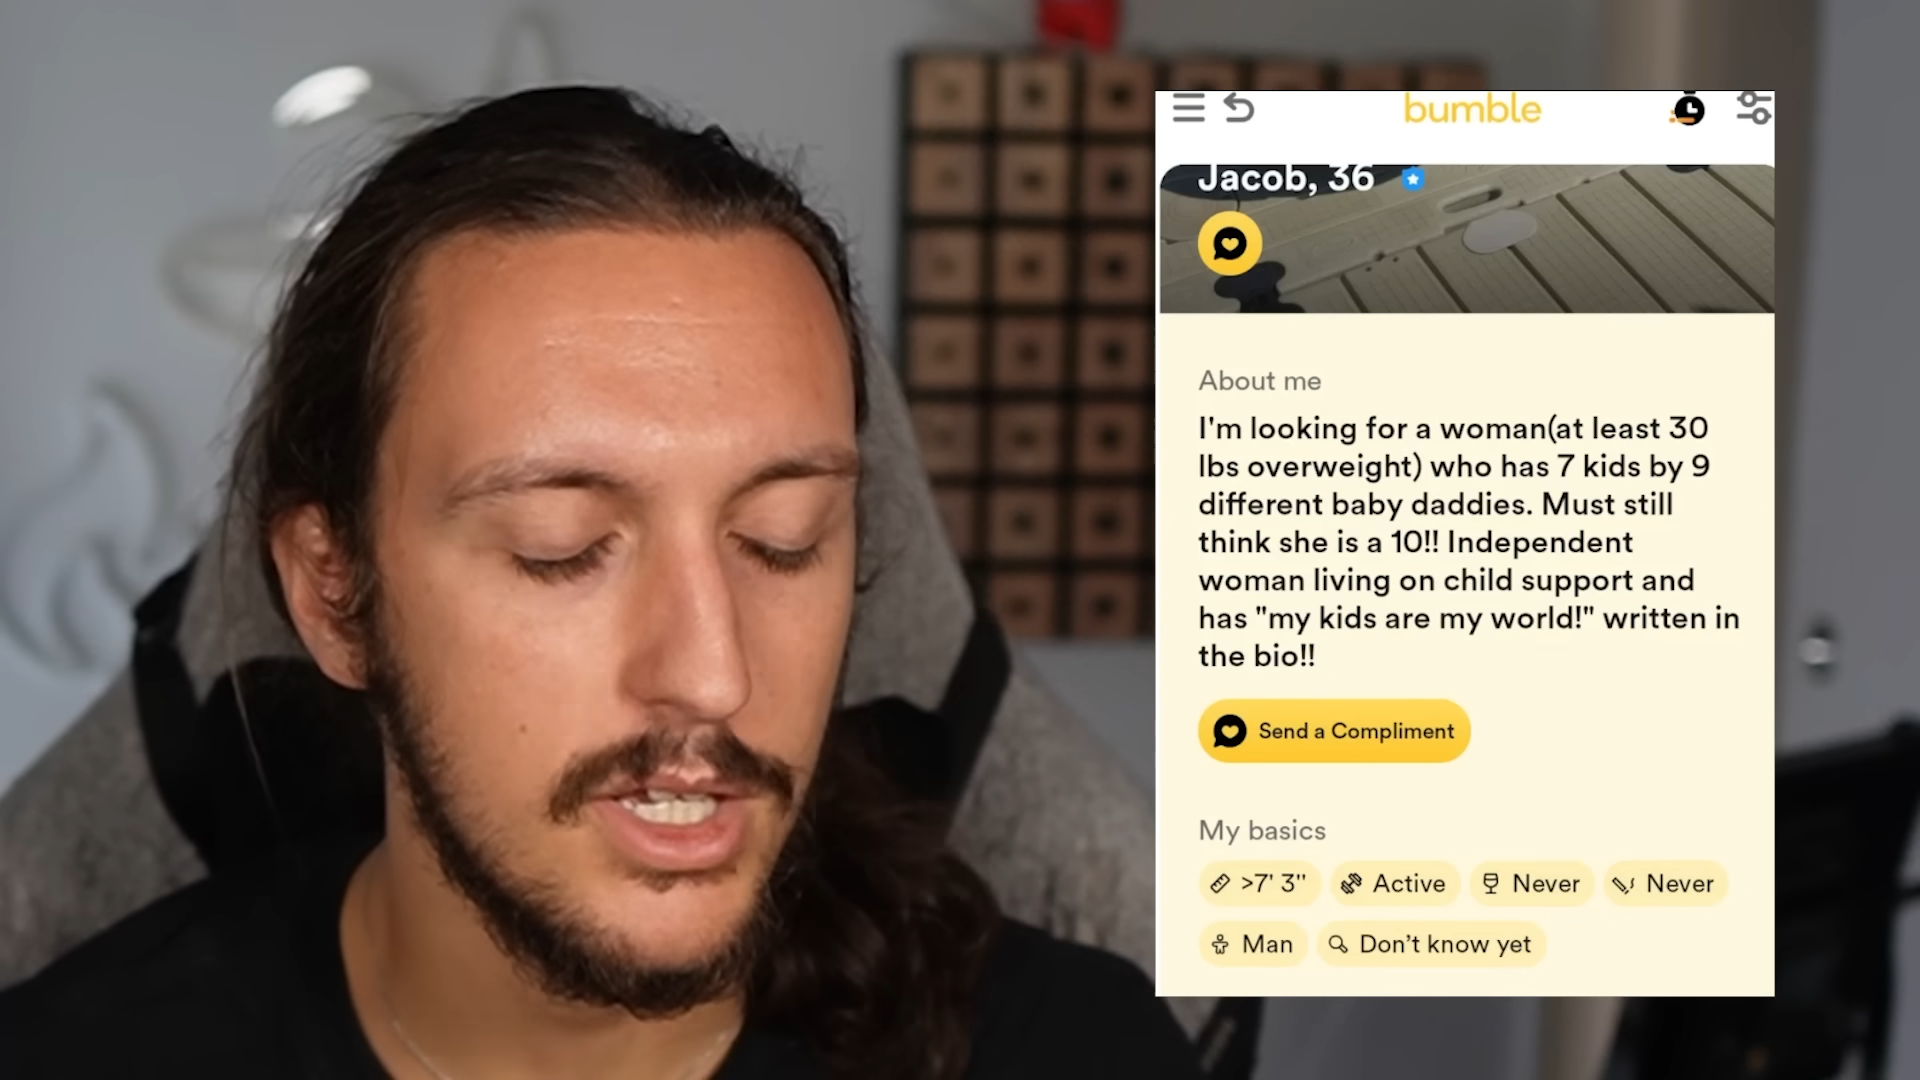 bumble
Jacob, 36
About me
I'm looking for a woman(at least 30
lbs overweight) who has 7 kids by 9
different baby daddies. Must still
think she is a 10!! Independent
woman living on child support and
has "my kids are my world!" written in
the bio!!
Send a Compliment
My basics
>7' 3" Active Never Never
Man Don't know yet